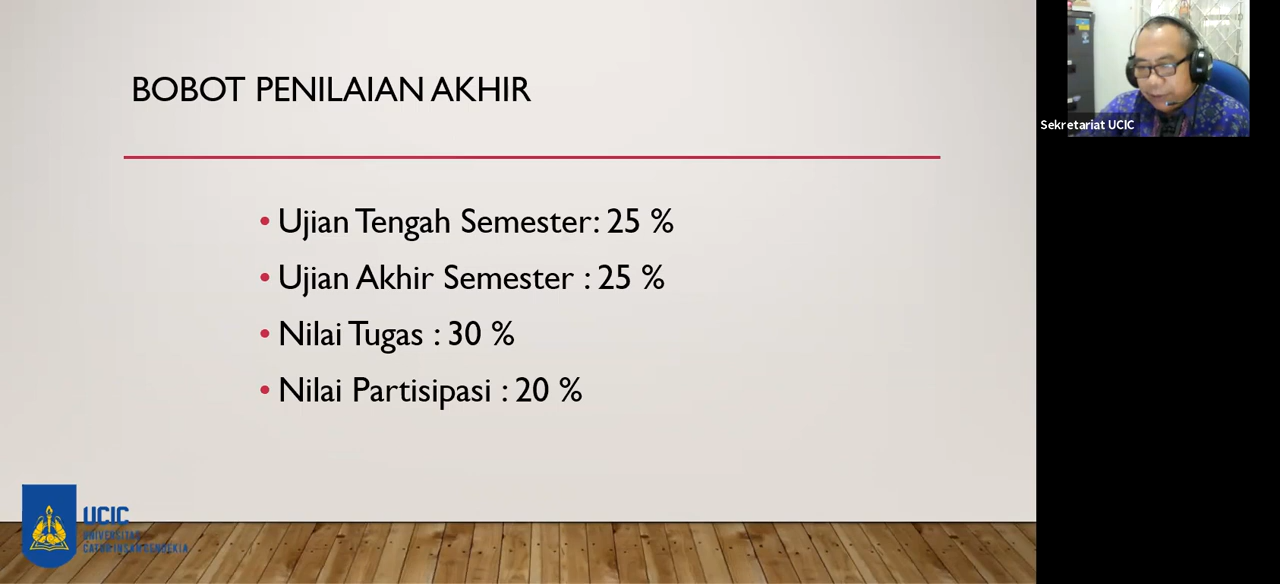 BOBOT PENILAIAN AKHIR
• Ujian Tengah Semester: 25 %
• Ujian Akhir Semester : 25 %
• Nilai Tugas : 30 %
• Nilai Partisipasi : 20 %
UCIC
UNIVERSITAS
CATUR INSAN CENDEKIA
Sekretariat UCIC